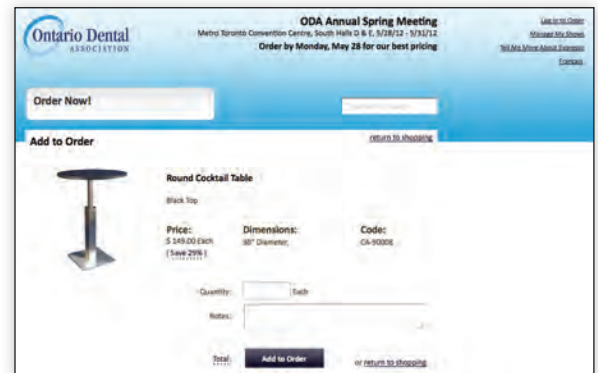 Ontario Dental
ASSOCIATION
ODA Annual Spring Meeting
Metro Toronto Convention Centre, South Halls D & E, 5/28/12 - 5/31/12
Order by Monday, May 28 for our best pricing
Log In to Order
Manage My Shows
Tell Me More About Expresso
Français
Order Now!
Add to Order
return to shopping
Round Cocktail Table
Black Top
Price:
$ 149.00 Each
( Save 29% )
Dimensions:
30" Diameter,
Code:
CA-90008
Quantity:
Each
Notes:
Total:
Add to Order
or return to shopping